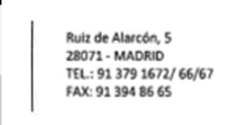 Ruiz de Alarcón, 5
28071 - MADRID
TEL.: 91 379 1672/ 66/67
FAX: 91 394 86 65